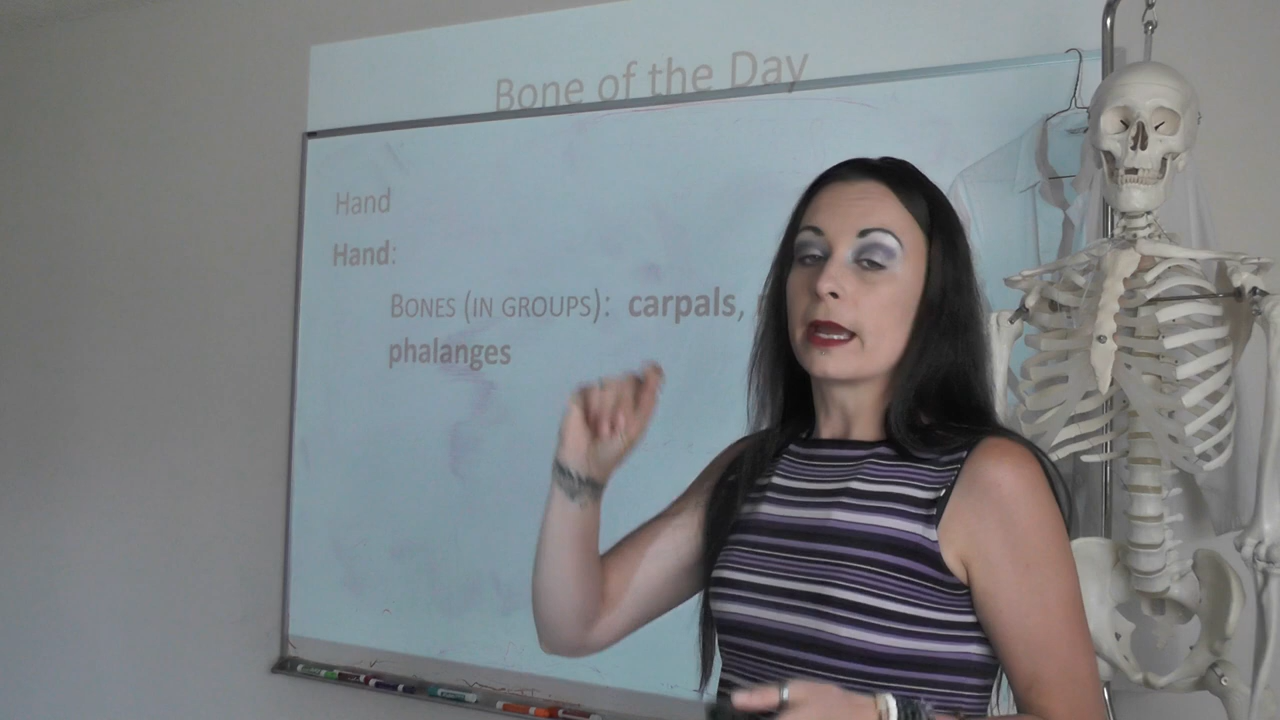 Bone of the Day
Hand
Hand:
BONES (IN GROUPS): carpals,
phalanges